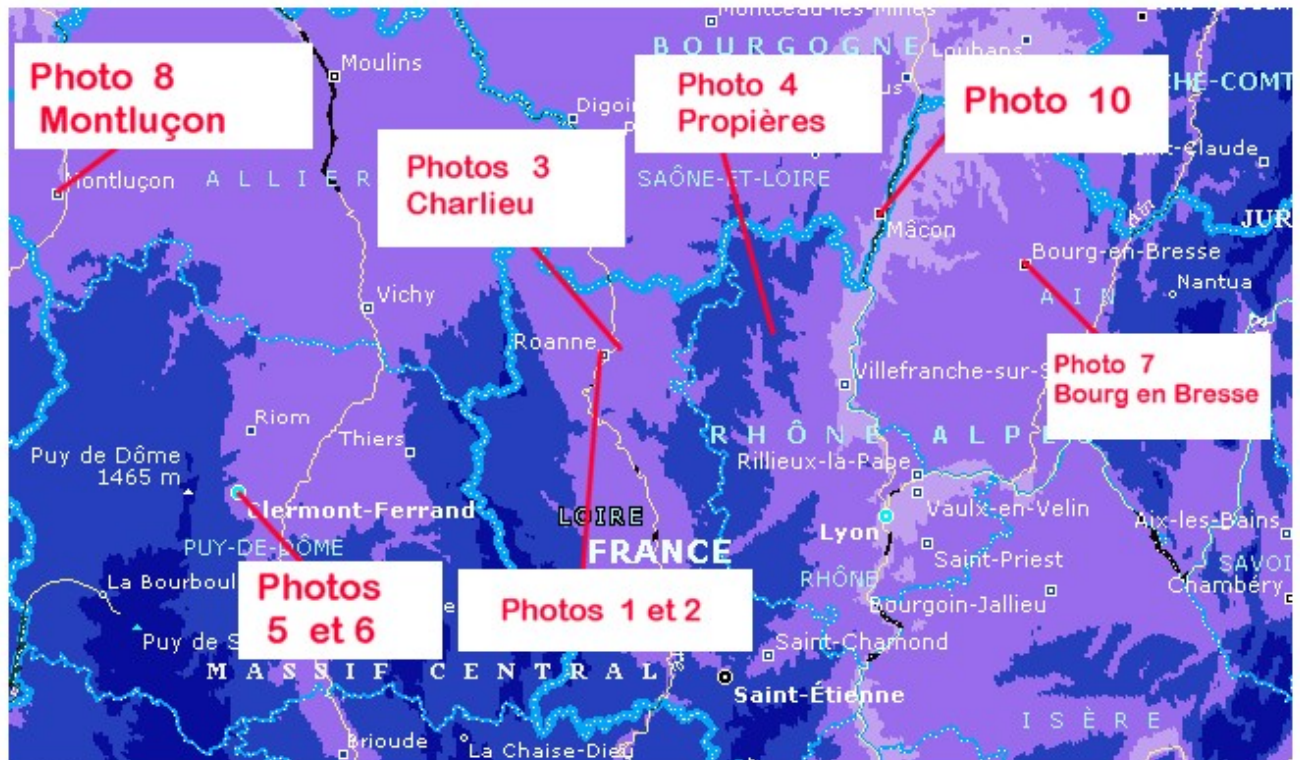 Montceau-les-Mines
BOURGOGNE
Louhans
Photo 8
Montluçon
Moulins
Digoin
Photo 4
Propières
Photo 10
Photos 3
Charlieu
Saint-Claude
Montluçon
ALLIER
SAÔNE-ET-LOIRE
Ain
JUR
Mâcon
Bourg-en-Bresse
Nantua
AIN
Vichy
Roanne
Photo 7
Bourg en Bresse
Villefranche-sur-S
Riom
Thiers
RHÔNE-ALPES
Puy de Dôme
1465 m
Rillieux-la-Pape
Clermont-Ferrand
LOIRE
Vaulx-en-Velin
Lyon
Aix-les-Bains
PUY-DE-DÔME
FRANCE
Saint-Priest
SAVOI
La Bourboul
RHÔNE
Chambéry
Photos
5 et 6
Photos 1 et 2
Bourgoin-Jallieu
Puy de S
Saint-Chamond
MASSIF CENTRAL
Saint-Étienne
ISÈRE
Brioude
La Chaise-Dieu